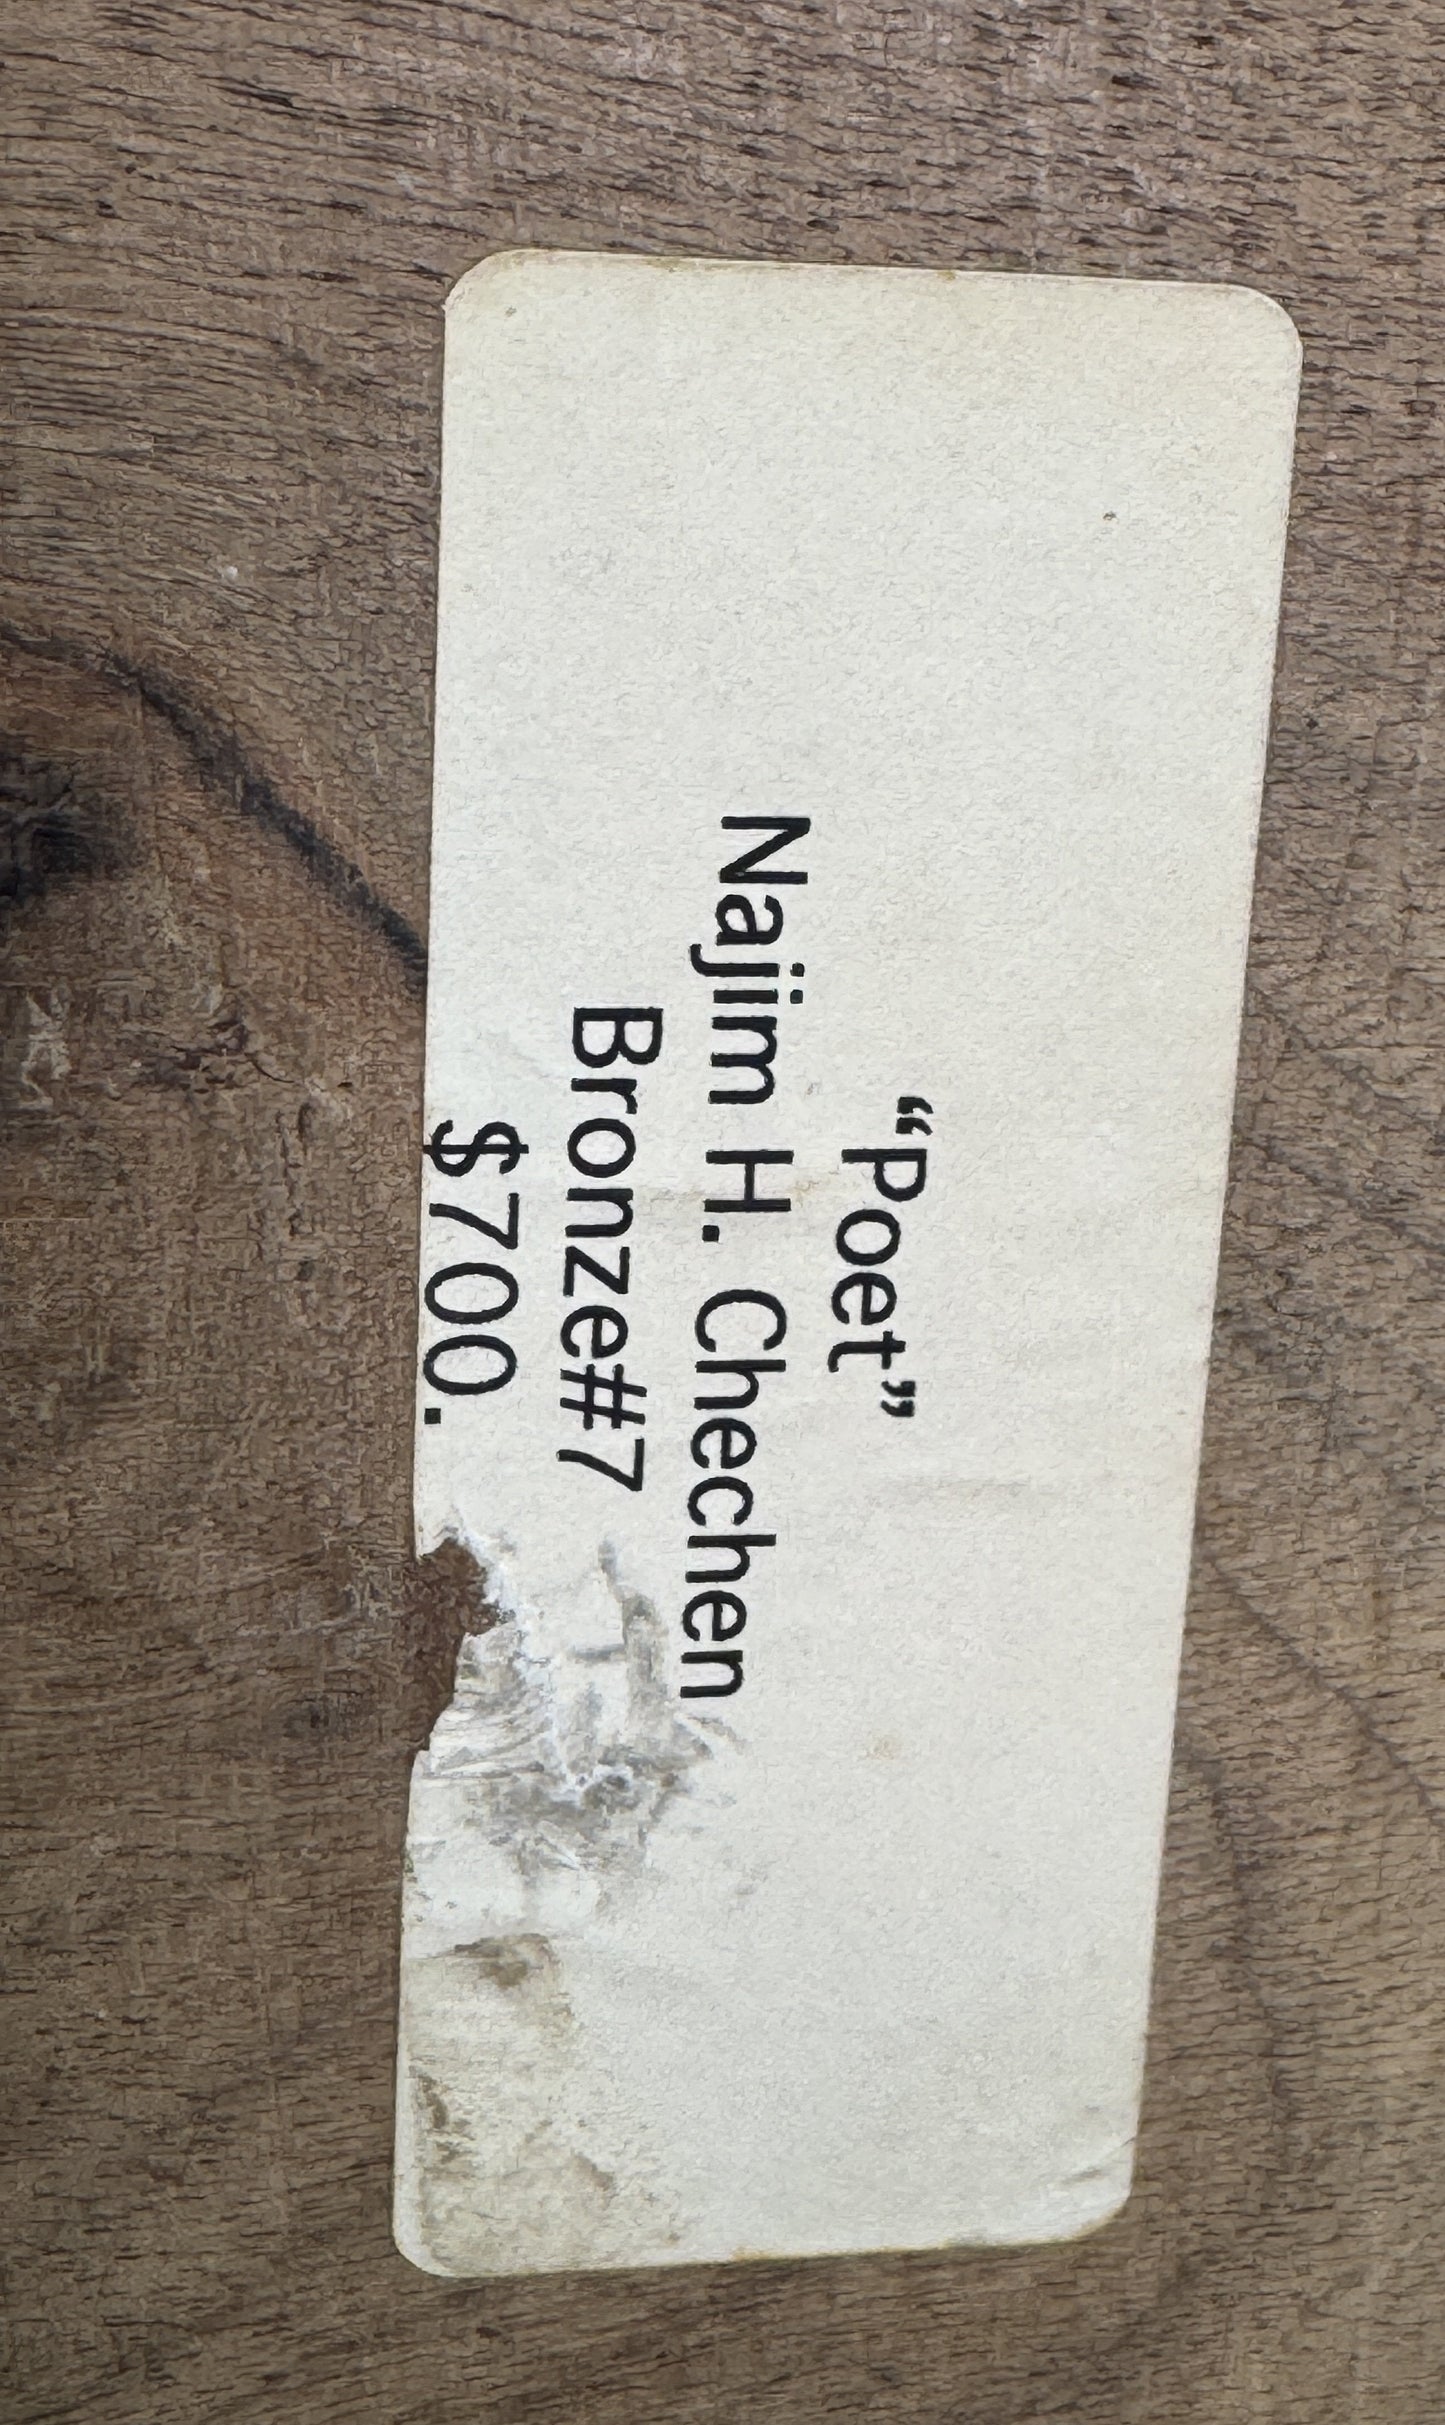 “Poet”
Najim H. Chechen
Bronze#7
$700.